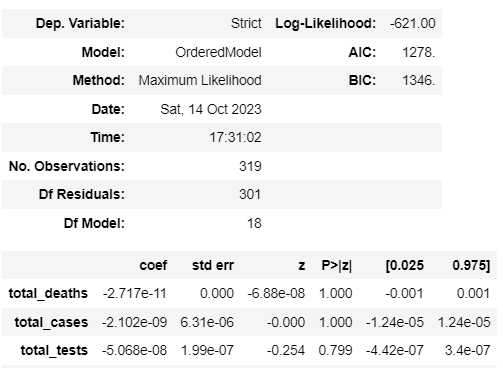 Dep. Variable: Strict Log-Likelihood: -621.00
Model: OrderedModel AIC: 1278.
Method: Maximum Likelihood BIC: 1346.
Date: Sat, 14 Oct 2023
Time: 17:31:02
No. Observations: 319
Df Residuals: 301
Df Model: 18
coef std err z P>|z| [0.025 0.975]
total_deaths -2.717e-11 0.000 -6.88e-08 1.000 -0.001 0.001
total_cases -2.102e-09 6.31e-06 -0.000 1.000 -1.24e-05 1.24e-05
total_tests -5.068e-08 1.99e-07 -0.254 0.799 -4.42e-07 3.4e-07